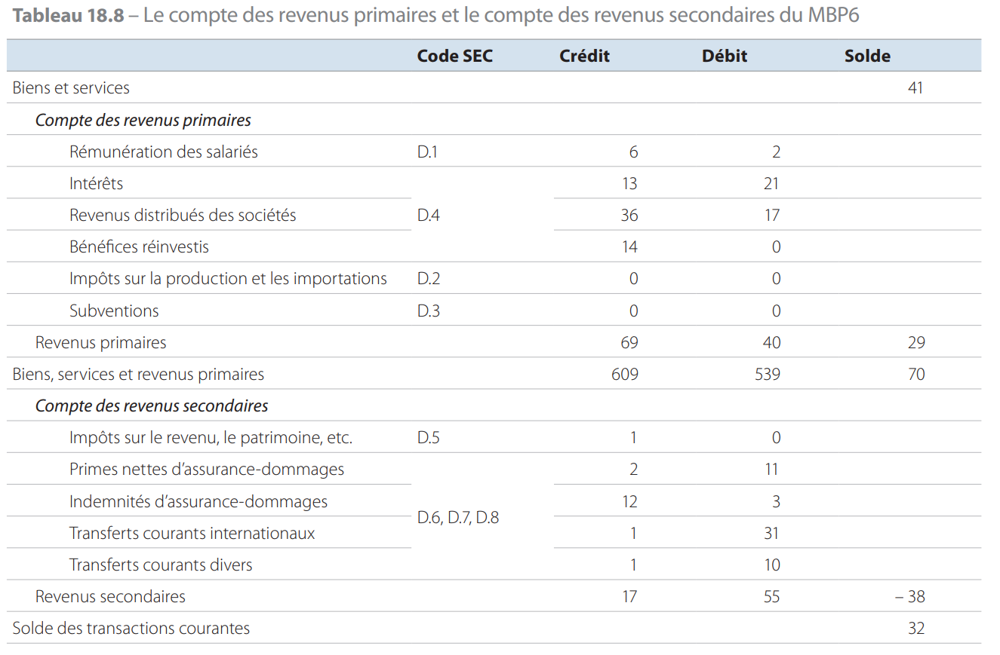 Tableau 18.8 – Le compte des revenus primaires et le compte des revenus secondaires du MBP6
Code SEC Crédit Débit Solde
Biens et services 41
Compte des revenus primaires
Rémunération des salariés D.1 6 2
Intérêts 13 21
Revenus distribués des sociétés D.4 36 17
Bénéfices réinvestis 14 0
Impôts sur la production et les importations D.2 0 0
Subventions D.3 0 0
Revenus primaires 69 40 29
Biens, services et revenus primaires 609 539 70
Compte des revenus secondaires
Impôts sur le revenu, le patrimoine, etc. D.5 1 0
Primes nettes d’assurance-dommages 2 11
Indemnités d’assurance-dommages 12 3
D.6, D.7, D.8
Transferts courants internationaux 1 31
Transferts courants divers 1 10
Revenus secondaires 17 55 – 38
Solde des transactions courantes 32